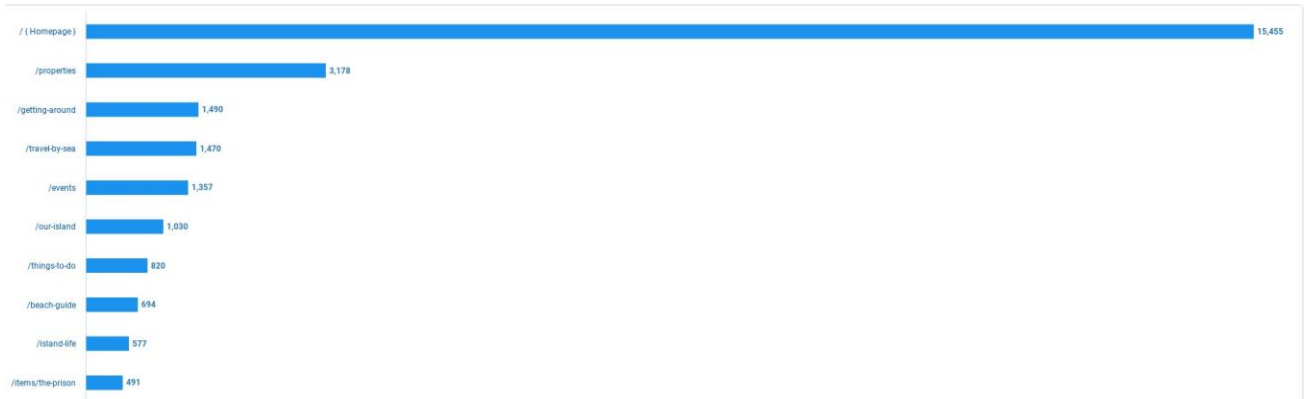 / ( Homepage ) 15,455
/properties 3,178
/getting-around 1,490
/travel-by-sea 1,470
/events 1,357
/our-island 1,030
/things-to-do 820
/beach-guide 694
/island-life 577
/items/the-prison 491